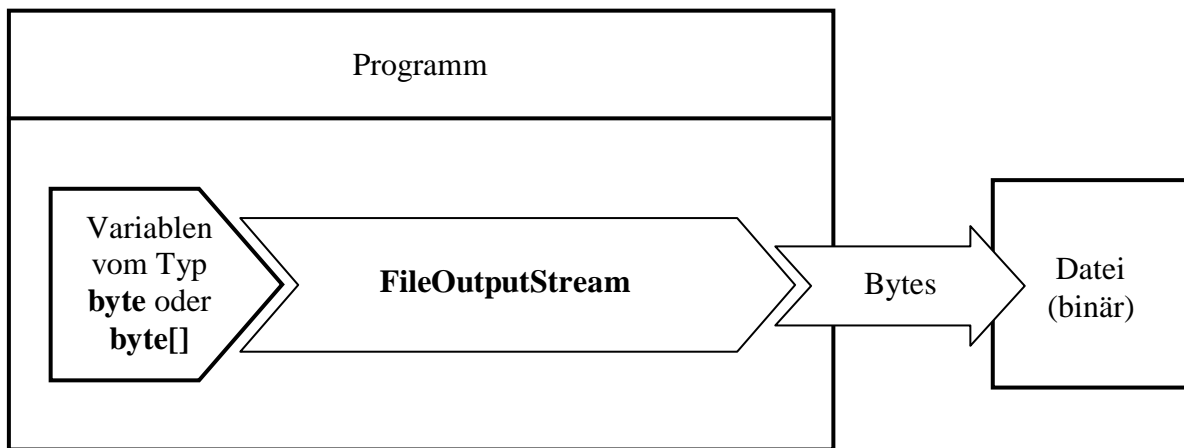 Programm
Variablen
vom Typ
byte oder
byte[]
FileOutputStream
Bytes
Datei
(binär)